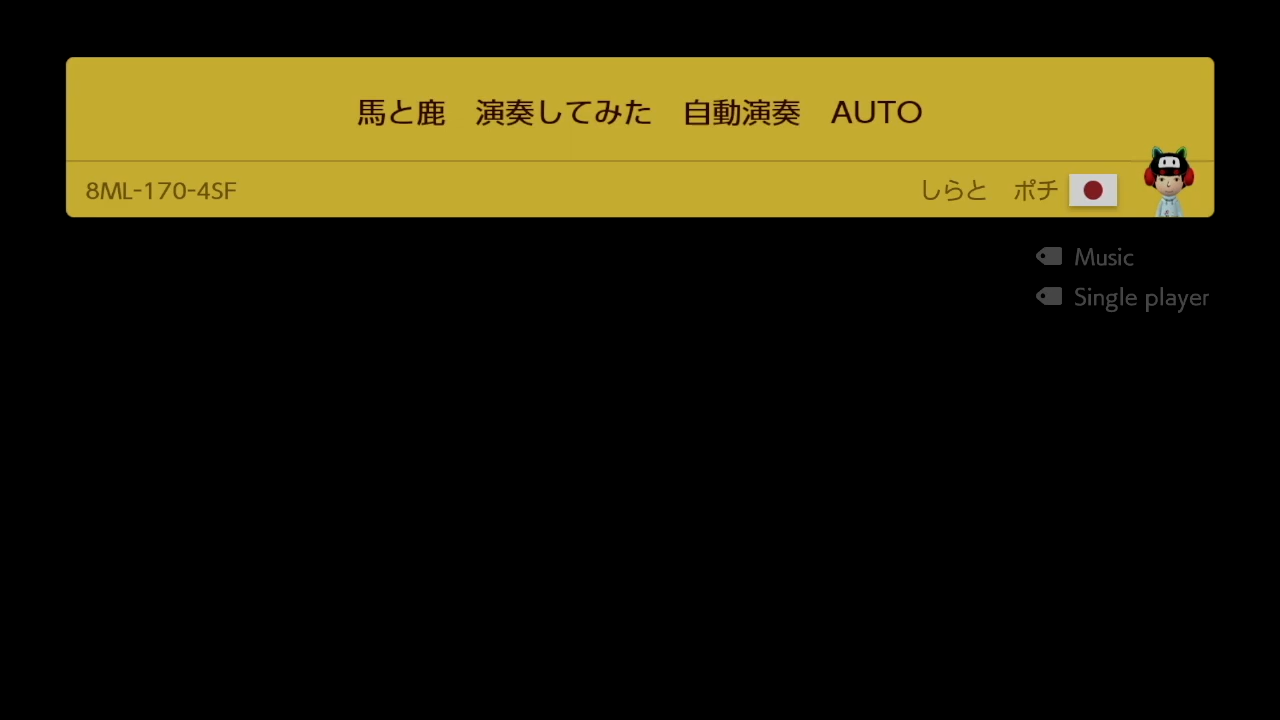 馬と鹿　演奏してみた　自動演奏　AUTO
8ML-170-4SF
しらと　ポチ
Music
Single player